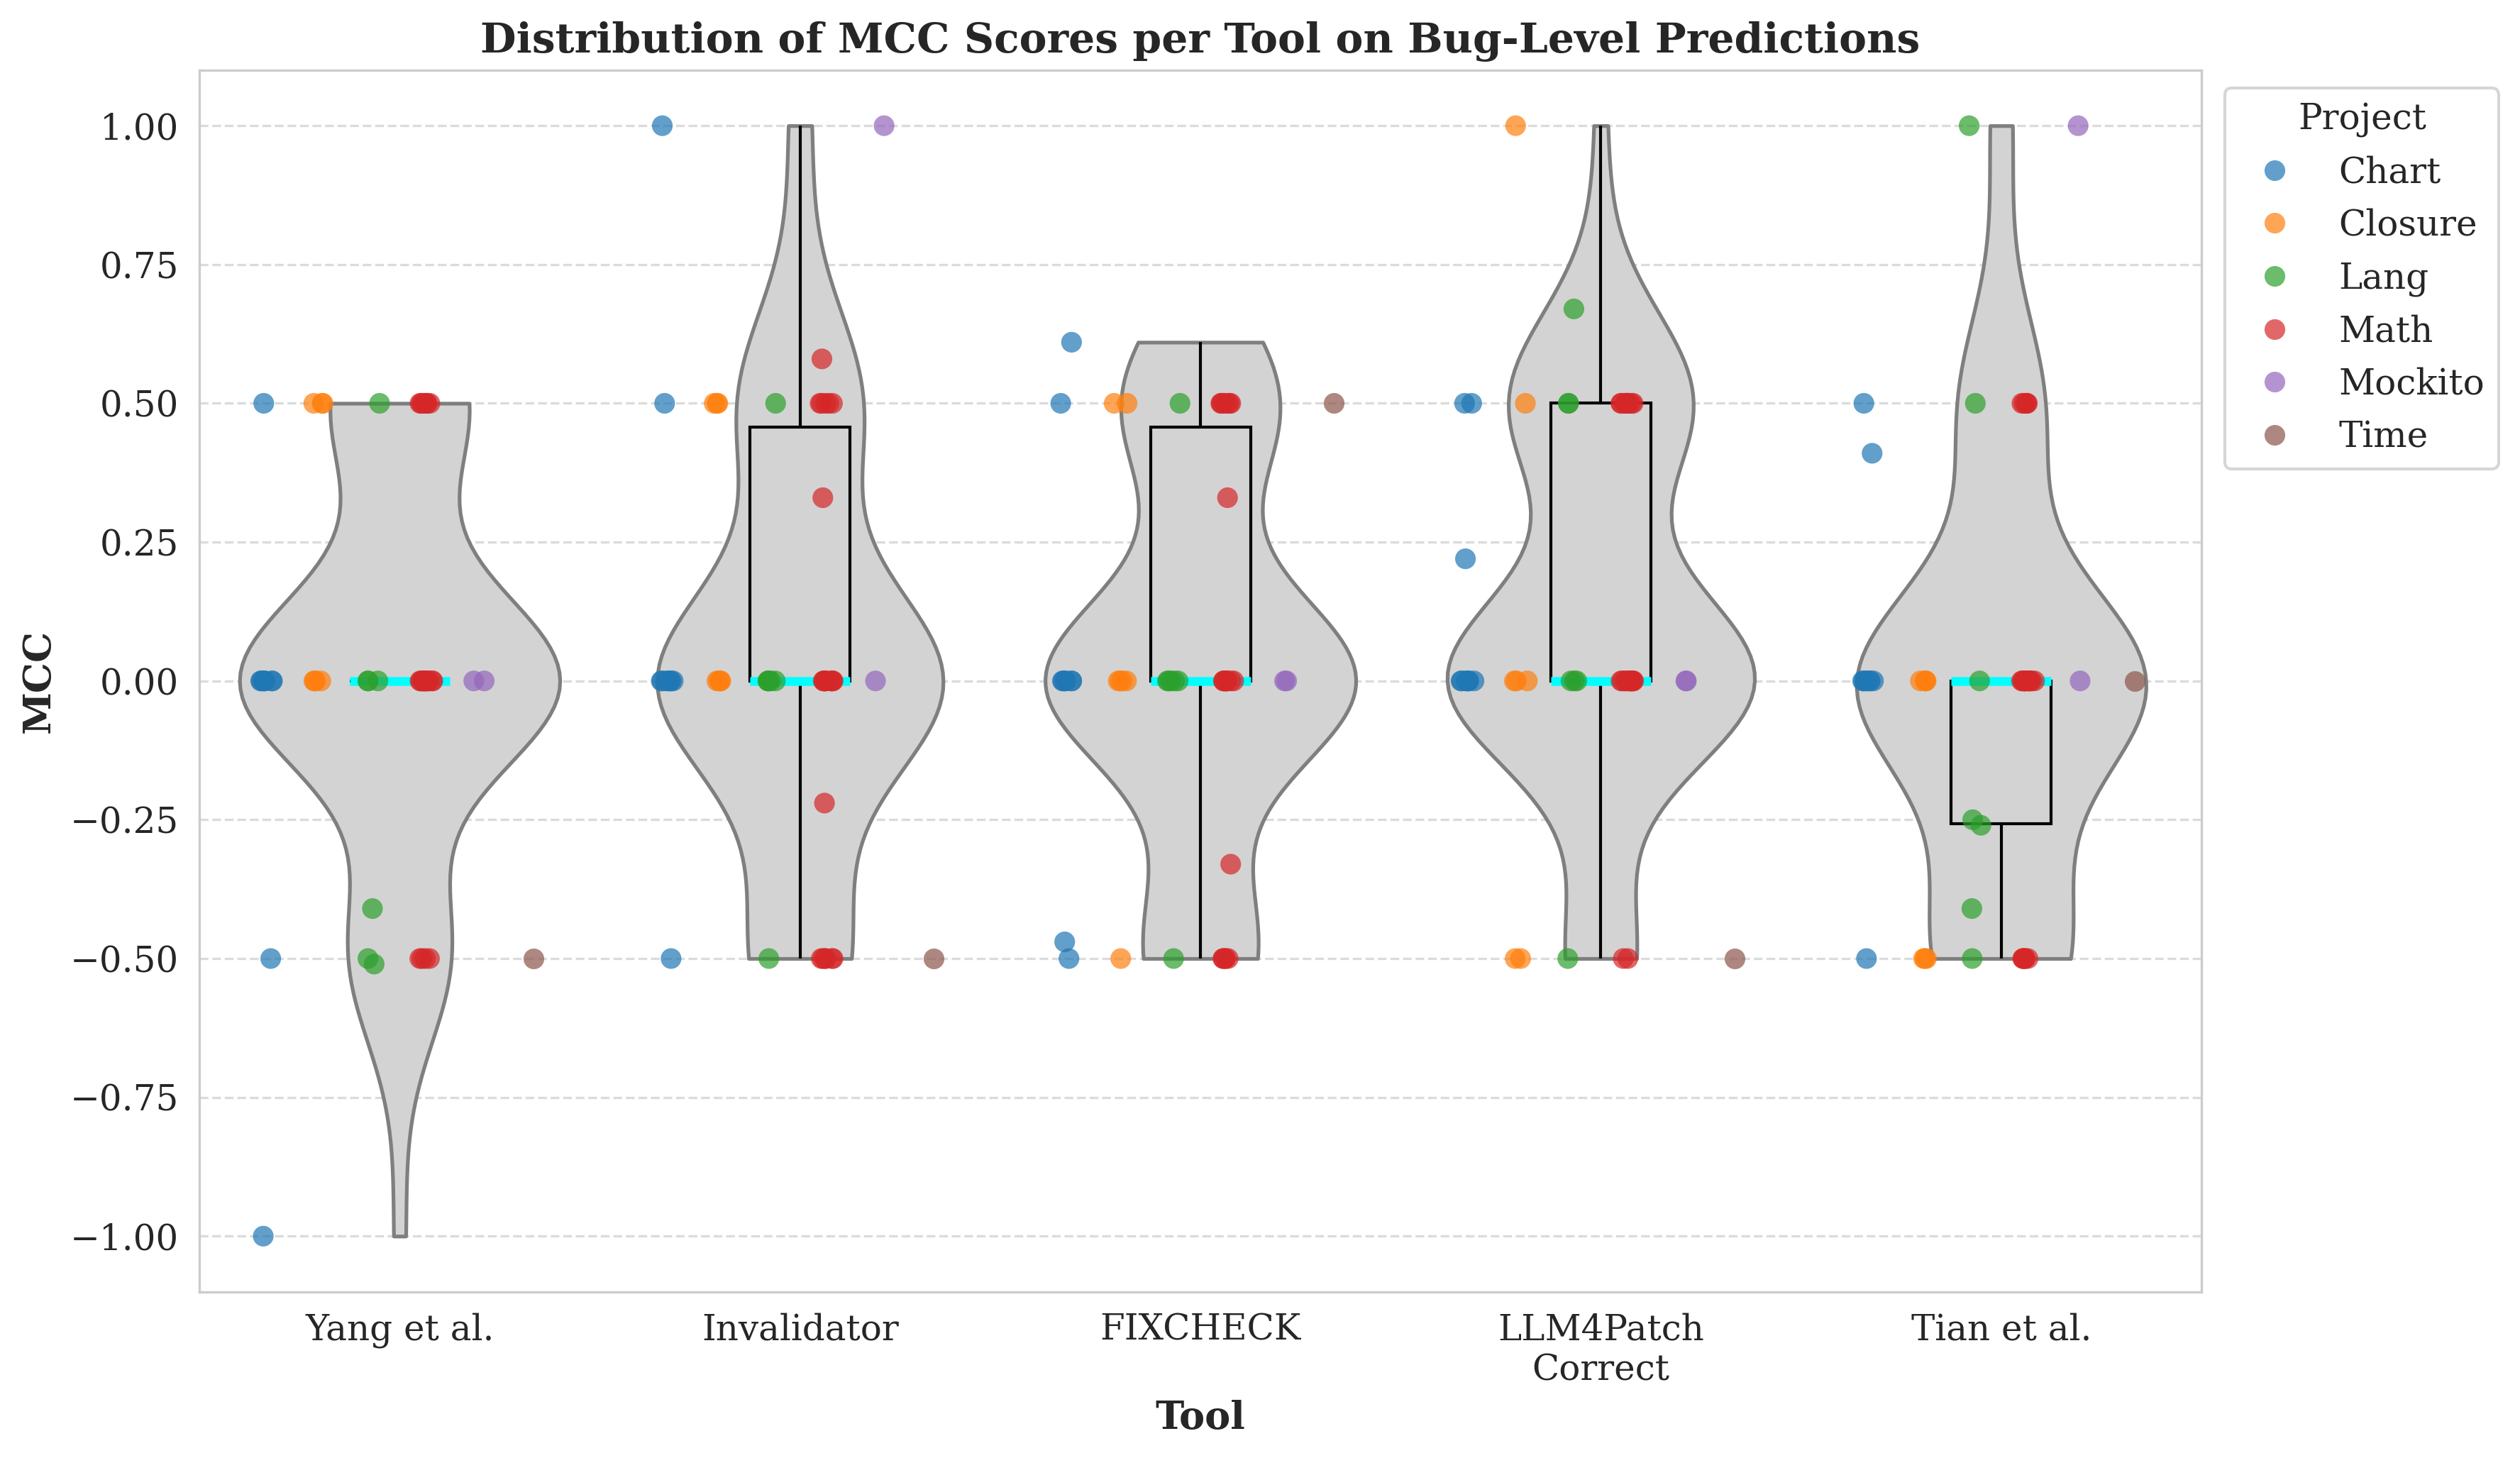 Distribution of MCC Scores per Tool on Bug-Level Predictions
MCC
1.00
0.75
0.50
0.25
0.00
−0.25
−0.50
−0.75
−1.00
Yang et al.
Invalidator
FIXCHECK
LLM4Patch
Correct
Tian et al.
Tool
Project
Chart
Closure
Lang
Math
Mockito
Time